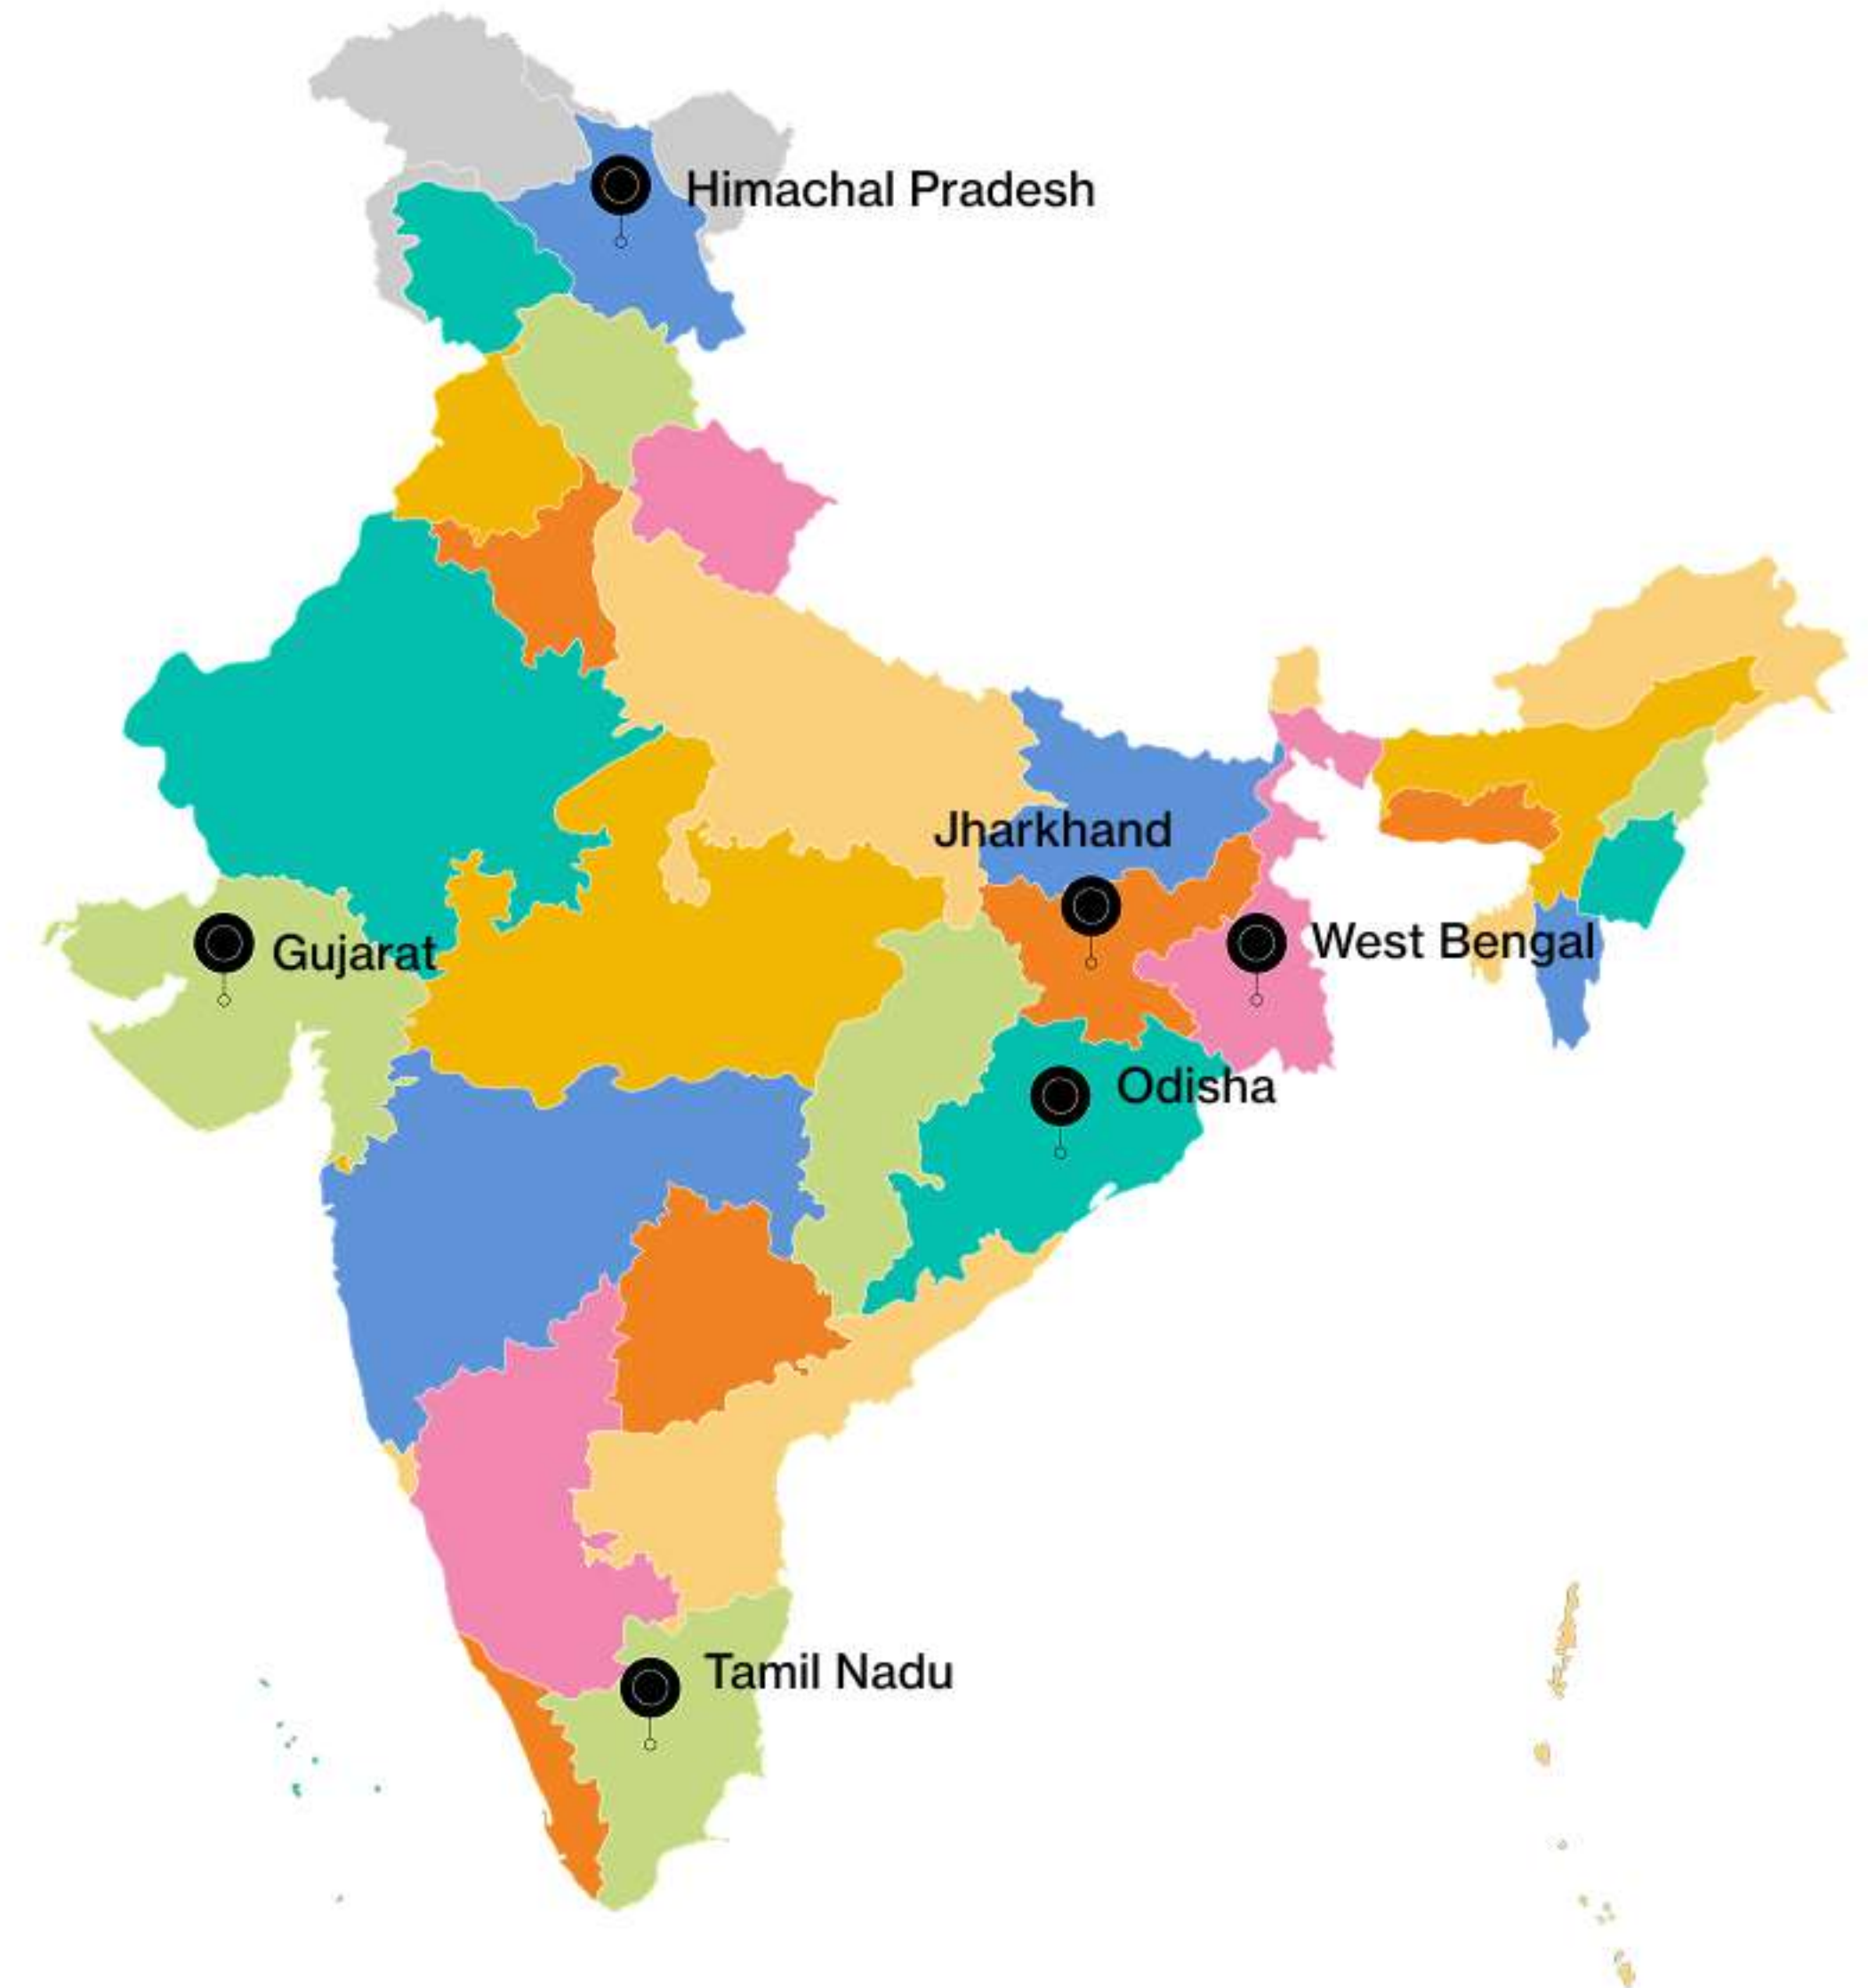 Himachal Pradesh
Jharkhand
Gujarat
West Bengal
Odisha
Tamil Nadu